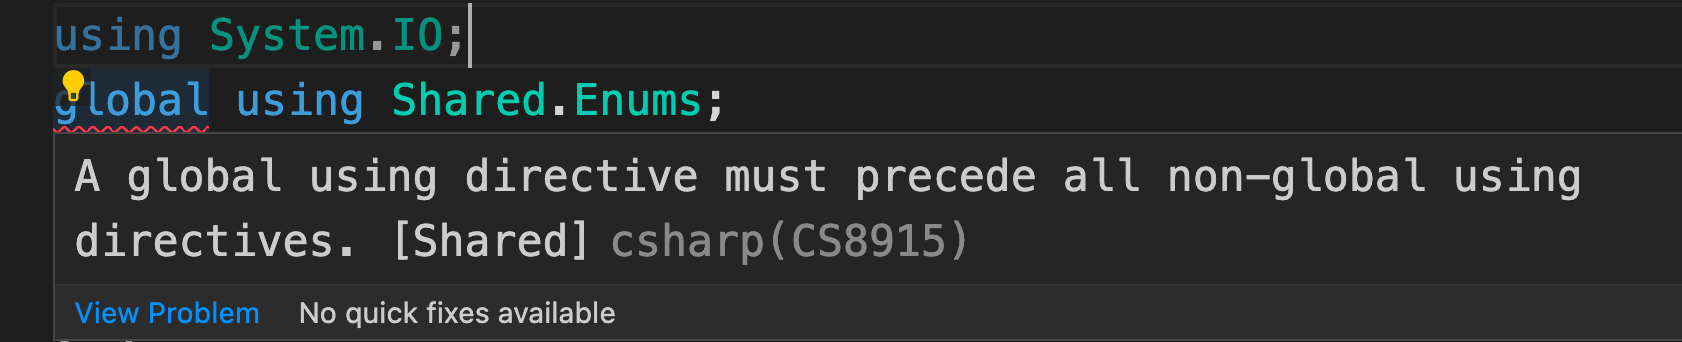 using System.IO;
global using Shared.Enums;
A global using directive must precede all non-global using
directives. [Shared] csharp(CS8915)
View Problem No quick fixes available